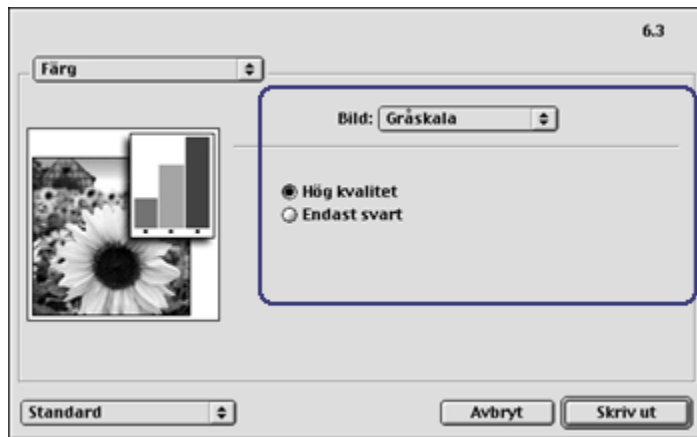 6.3
Färg
Bild: Gråskala
Hög kvalitet
Endast svart
Standard
Avbryt
Skriv ut